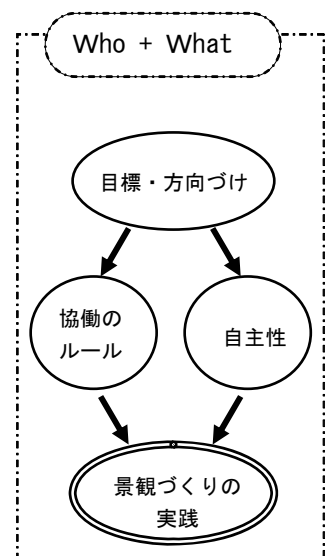 Who + What
目標・方向づけ
協働の
ルール
自主性
景観づくりの
実践